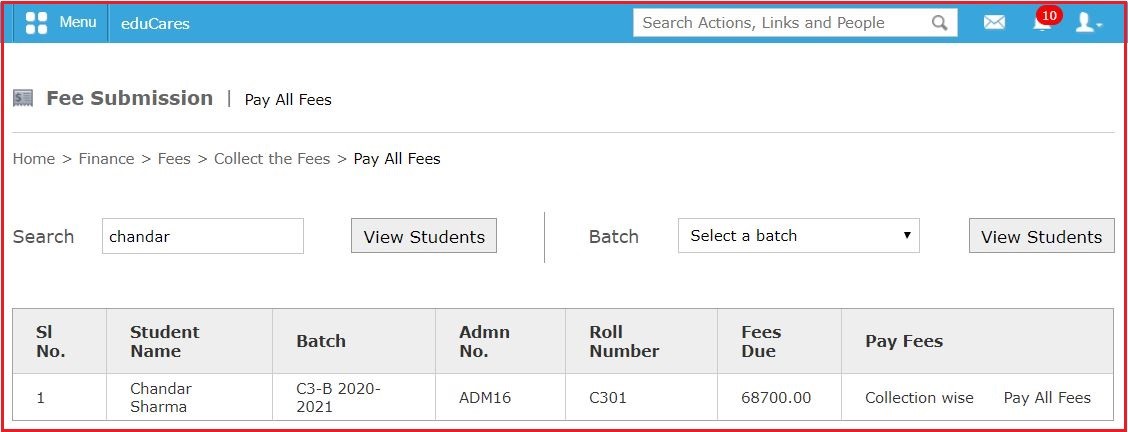 Menu eduCares Search Actions, Links and People 10
Fee Submission | Pay All Fees
Home > Finance > Fees > Collect the Fees > Pay All Fees
Search chandar View Students Batch Select a batch View Students
Sl No. Student Name Batch Admn No. Roll Number Fees Due Pay Fees
1 Chandar Sharma C3-B 2020-2021 ADM16 C301 68700.00 Collection wise Pay All Fees